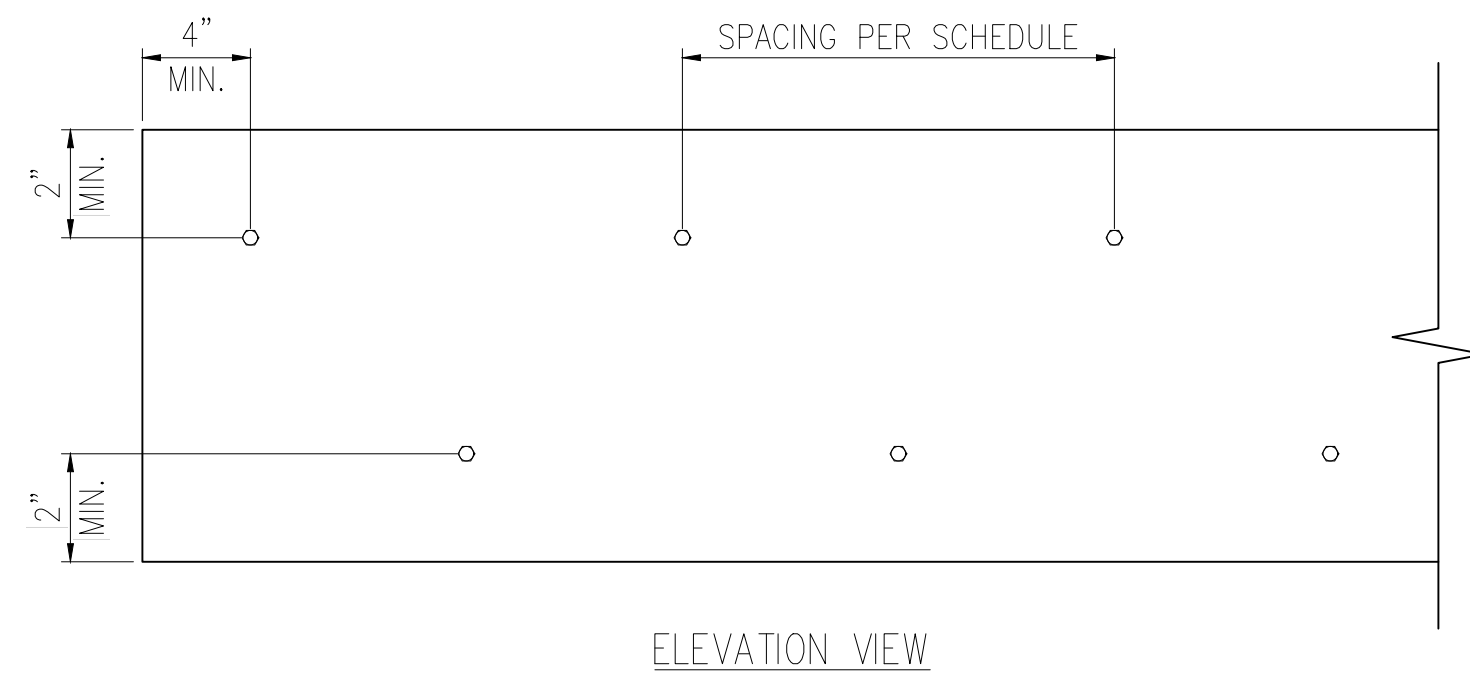 4”
MIN.
SPACING PER SCHEDULE
2”
MIN.
2”
MIN.
ELEVATION VIEW